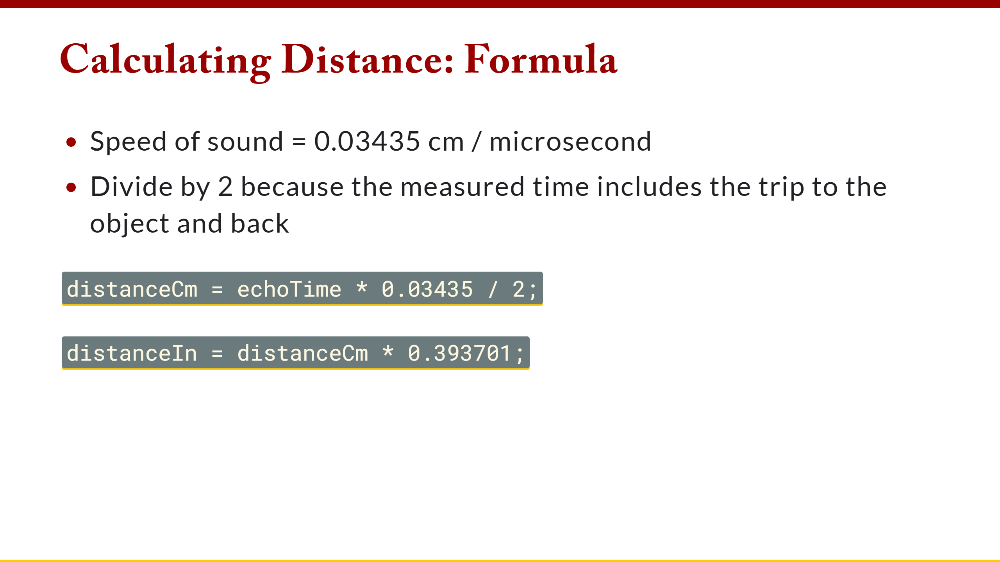 Calculating Distance: Formula
• Speed of sound = 0.03435 cm / microsecond
• Divide by 2 because the measured time includes the trip to the
object and back
distanceCm = echoTime * 0.03435 / 2;
distanceIn = distanceCm * 0.393701;